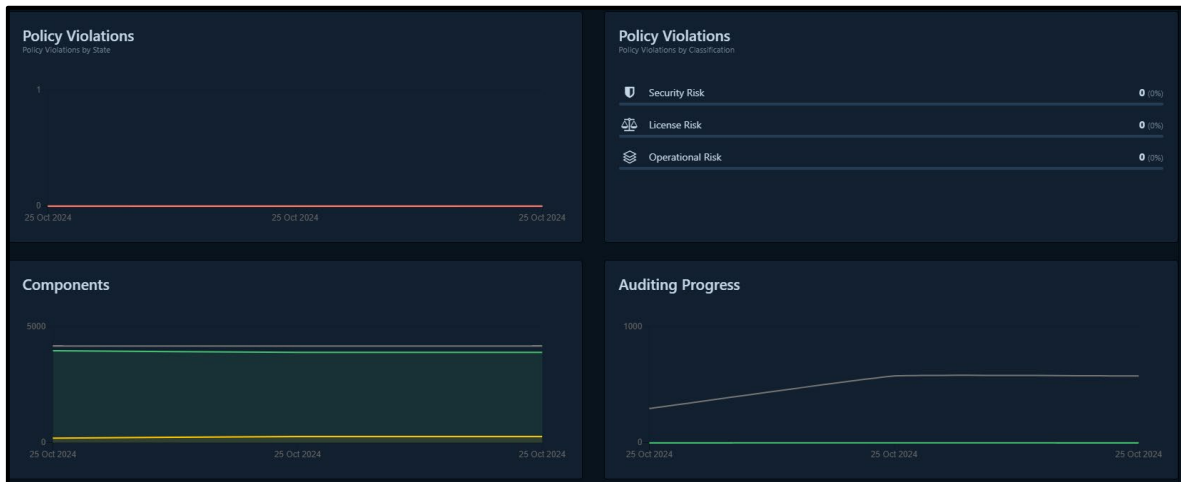 Policy Violations
Policy Violations by State
1
0
25 Oct 2024 25 Oct 2024 25 Oct 2024
Policy Violations
Policy Violations by Classification
Security Risk 0 (0%)
License Risk 0 (0%)
Operational Risk 0 (0%)
Components
5000
0
25 Oct 2024 25 Oct 2024 25 Oct 2024
Auditing Progress
1000
0
25 Oct 2024 25 Oct 2024 25 Oct 2024